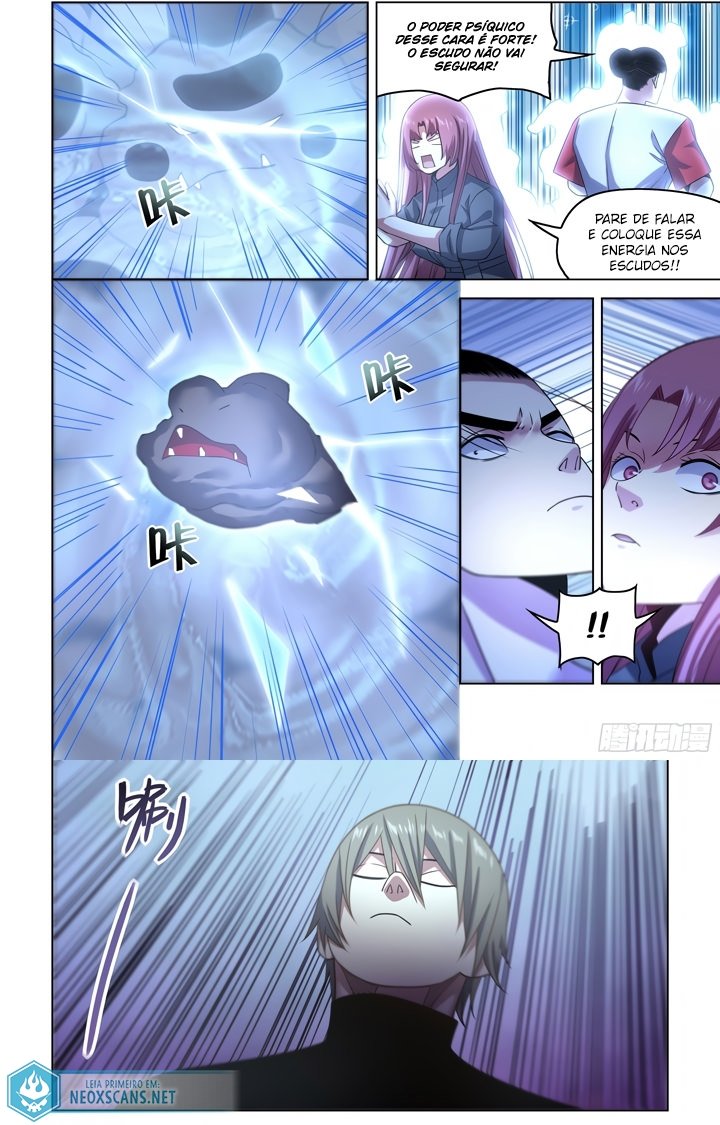 O PODER PSÍQUICO
DESSE CARA É FORTE!
O ESCUDO NÃO VAI
SEGURAR!
PARE DE FALAR
E COLOQUE ESSA
ENERGIA NOS
ESCUDOS!!
咔
咔
咔
!!
腾讯动漫
唰
LEIA PRIMEIRO EM:
NEOXSCANS.NET